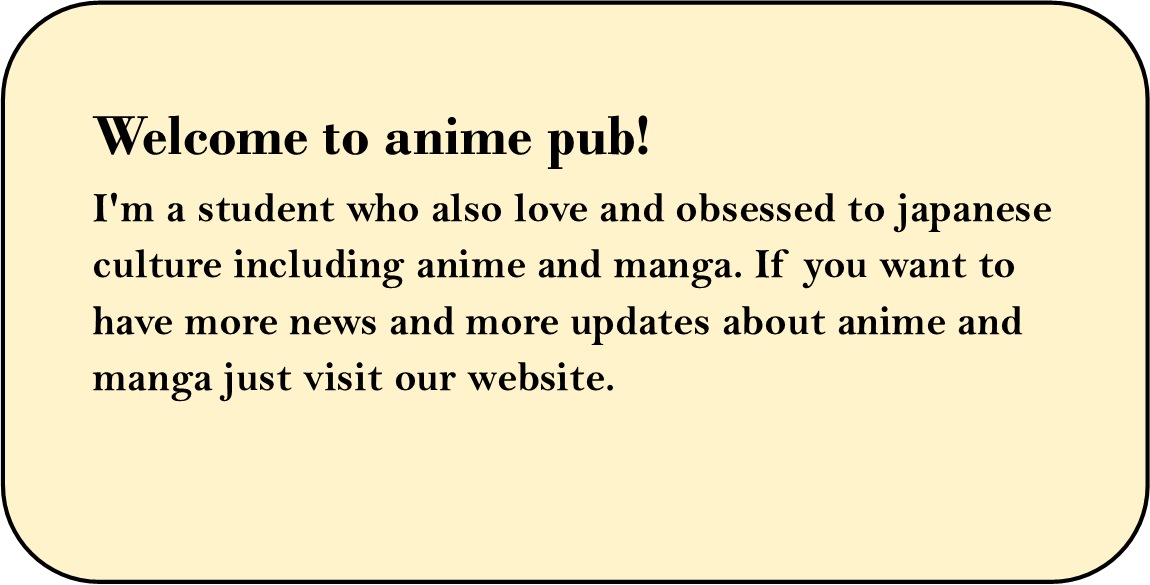 Welcome to anime pub!
I'm a student who also love and obsessed to japanese
culture including anime and manga. If you want to
have more news and more updates about anime and
manga just visit our website.